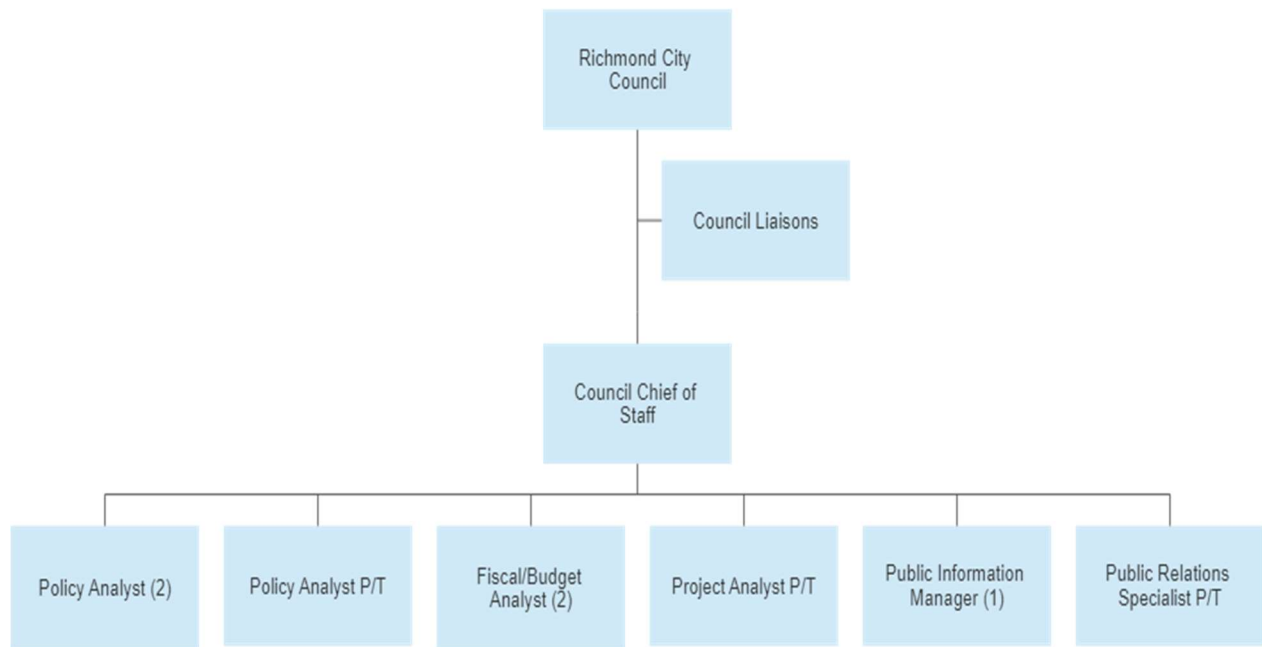 Richmond City
Council
Council Liaisons
Council Chief of
Staff
Policy Analyst (2)
Policy Analyst P/T
Fiscal/Budget
Analyst (2)
Project Analyst P/T
Public Information
Manager (1)
Public Relations
Specialist P/T